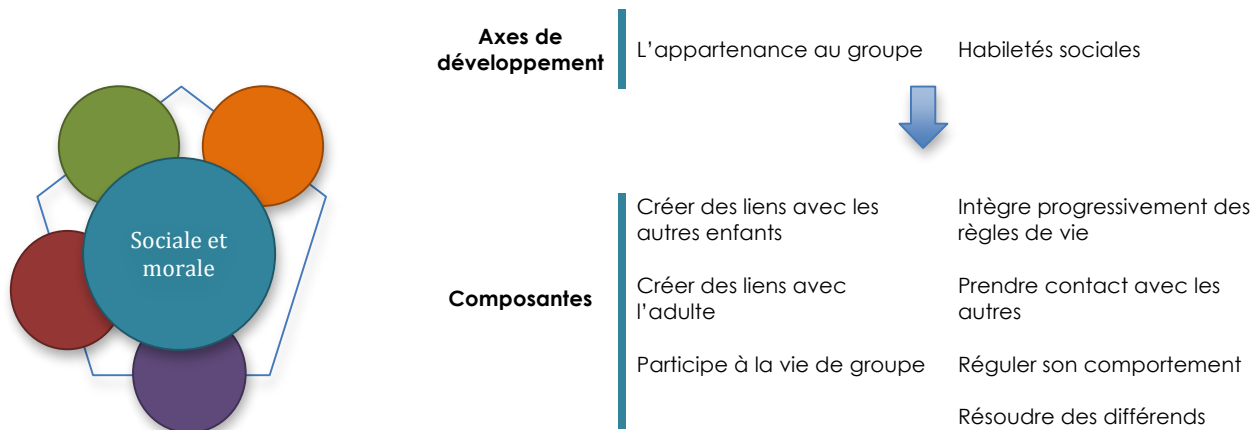 Axes de
développement
L'appartenance au groupe
Habiletés sociales
Sociale et
morale
Composantes
Créer des liens avec les
autres enfants
Créer des liens avec
l'adulte
Participe à la vie de groupe
Intègre progressivement des
règles de vie
Prendre contact avec les
autres
Réguler son comportement
Résoudre des différends